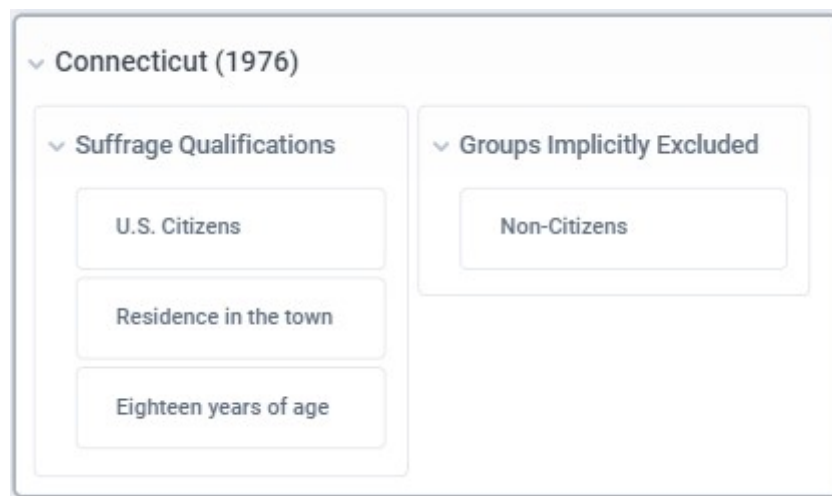 Connecticut (1976)
Suffrage Qualifications
U.S. Citizens
Residence in the town
Eighteen years of age
Groups Implicitly Excluded
Non-Citizens